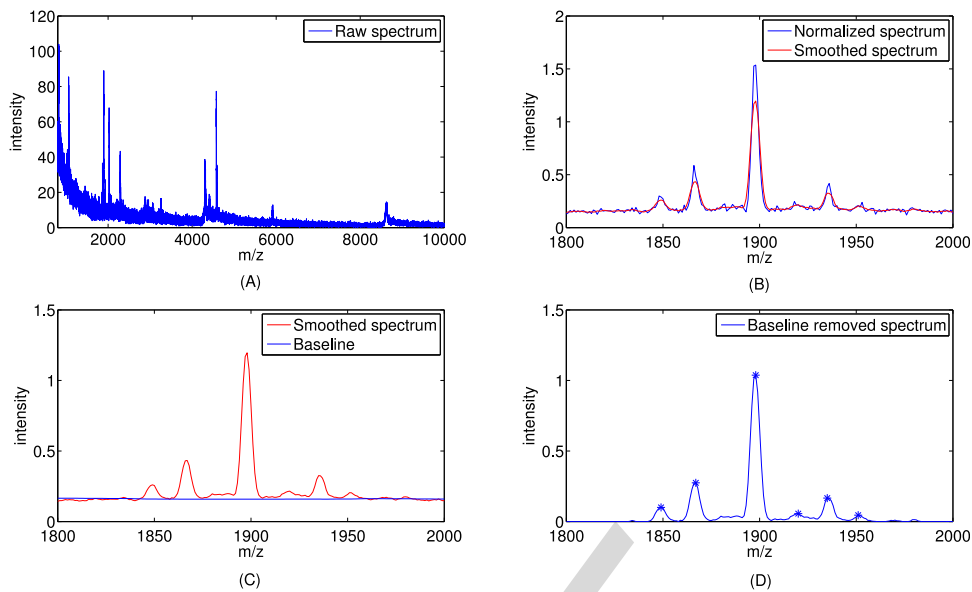 120
100
80
60
40
20
0
intensity
Raw spectrum
2000 4000 6000 8000 10000
m/z
(A)
2
1.5
1
0.5
0
intensity
Normalized spectrum
Smoothed spectrum
1800 1850 1900 1950 2000
m/z
(B)
1.5
1
0.5
0
intensity
Smoothed spectrum
Baseline
1800 1850 1900 1950 2000
m/z
(C)
1.5
1
0.5
0
intensity
Baseline removed spectrum
1800 1850 1900 1950 2000
m/z
(D)